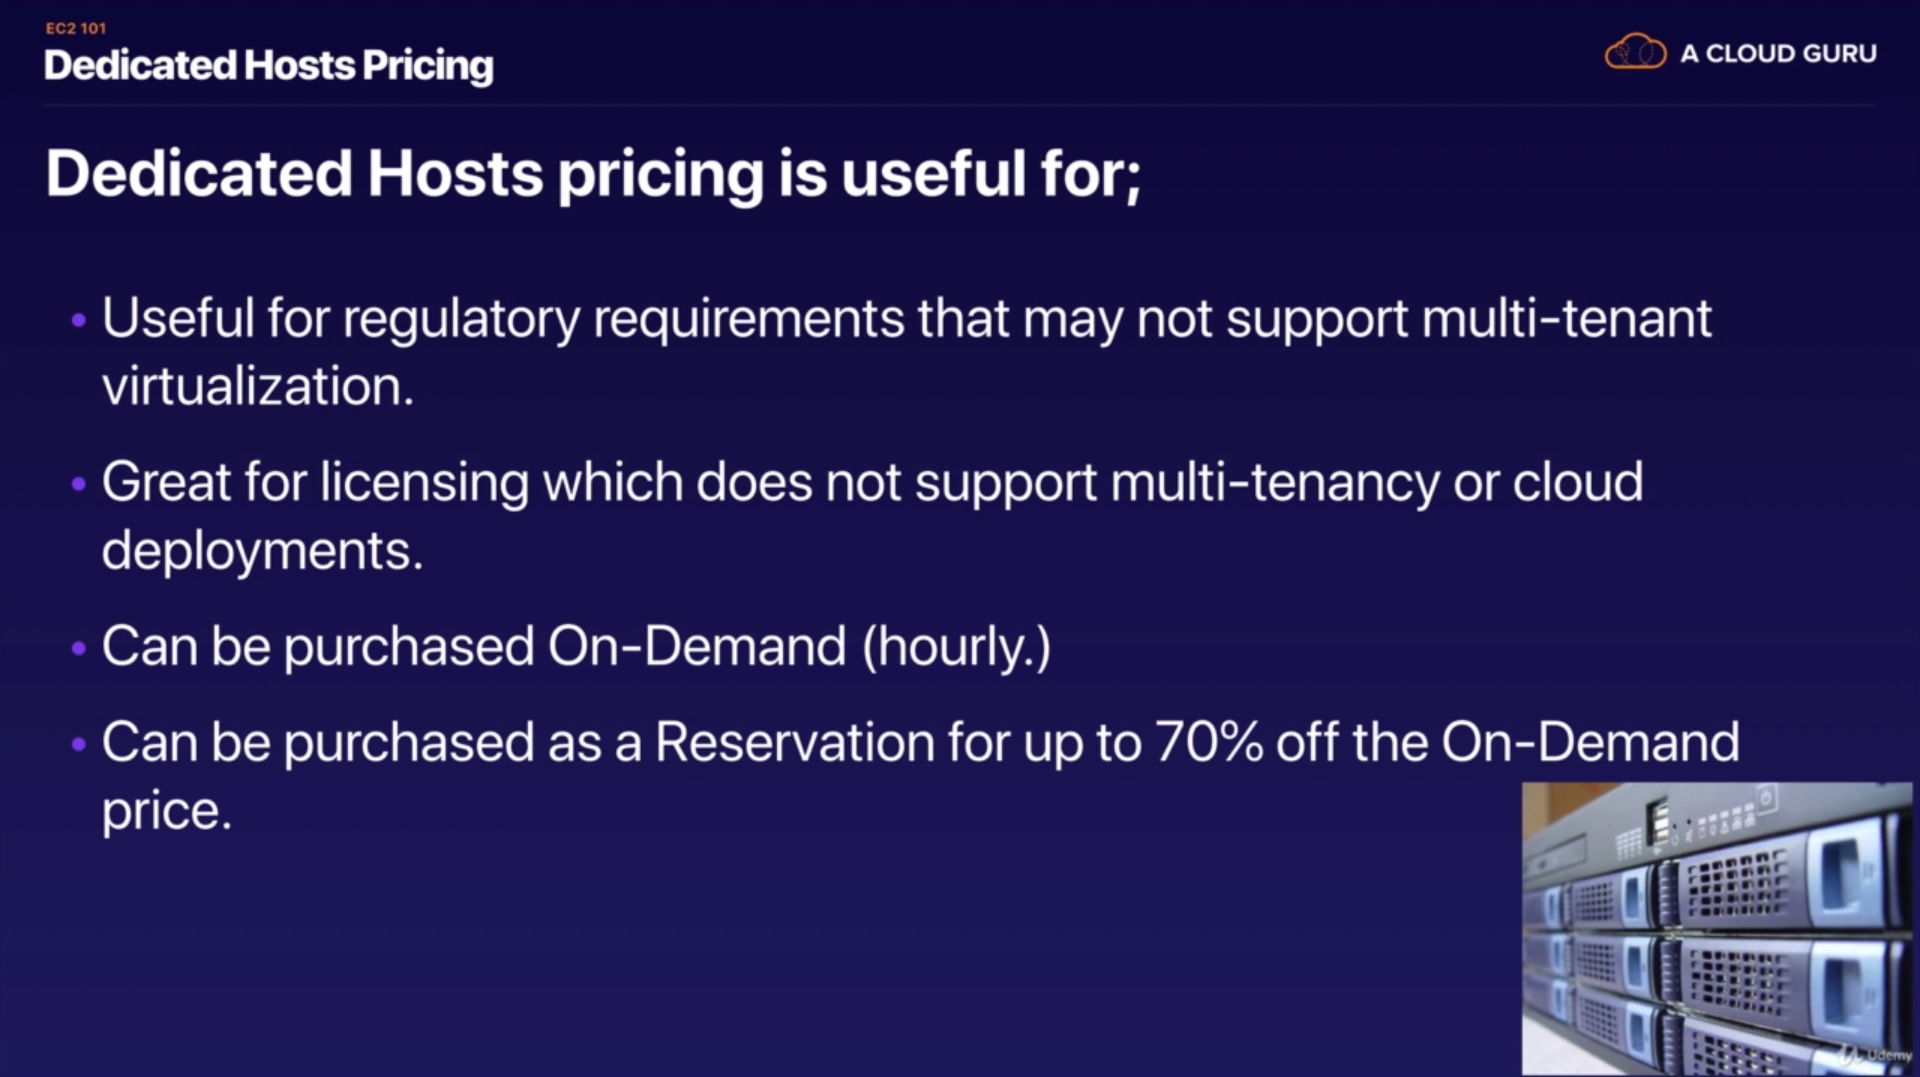 EC2 101
Dedicated Hosts Pricing
A CLOUD GURU
Dedicated Hosts pricing is useful for;
• Useful for regulatory requirements that may not support multi-tenant
virtualization.
• Great for licensing which does not support multi-tenancy or cloud
deployments.
• Can be purchased On-Demand (hourly.)
• Can be purchased as a Reservation for up to 70% off the On-Demand
price.
Udemy